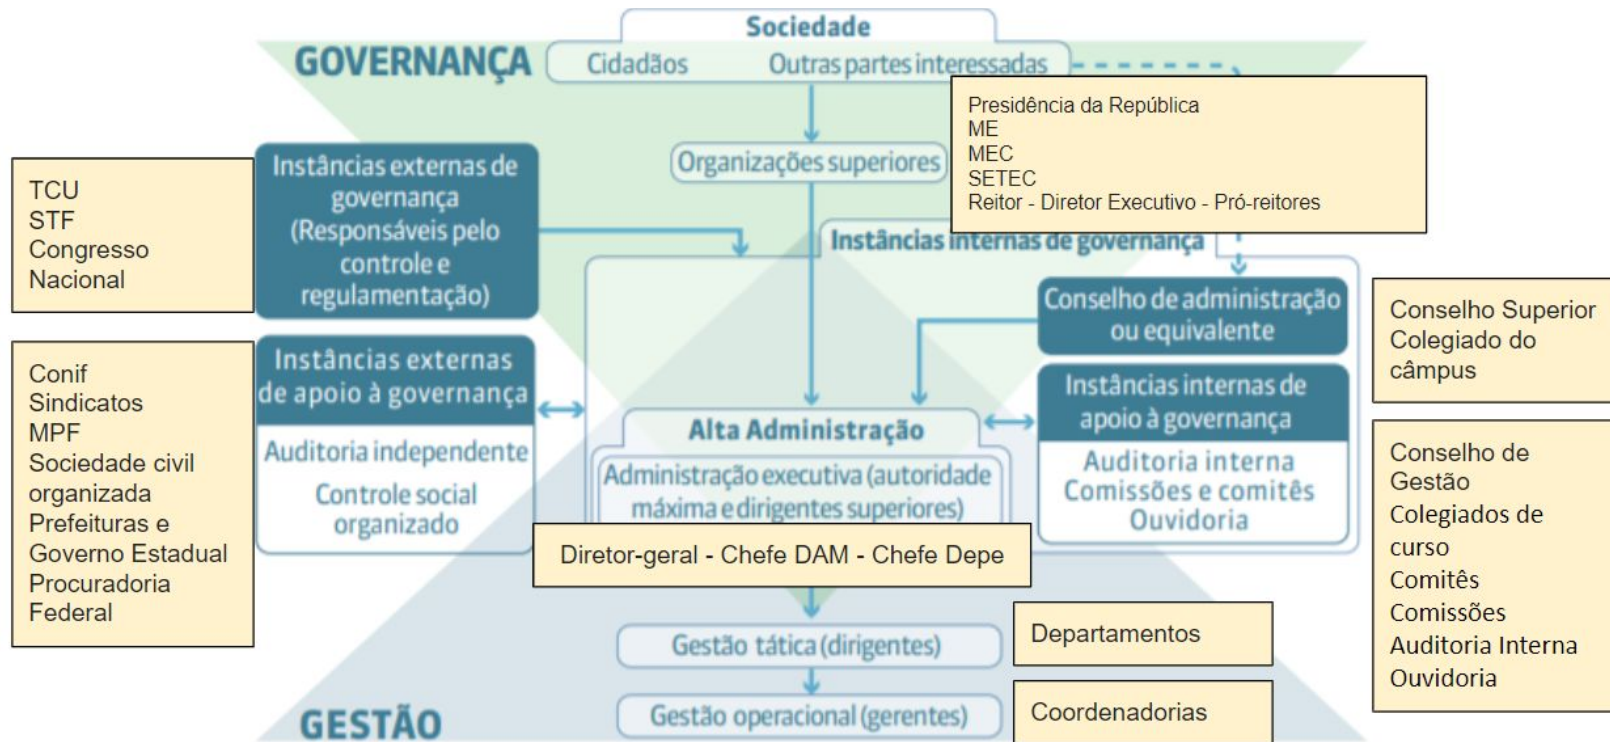 Sociedade
GOVERNANÇA
Cidadãos Outras partes interessadas
Presidência da República
ME
MEC
SETEC
Reitor - Diretor Executivo - Pró-reitores
Organizações superiores
TCU
STF
Congresso
Nacional
Instâncias externas de
governança
(Responsáveis pelo
controle e
regulamentação)
Instâncias internas de governança
Conselho de administração
ou equivalente
Conselho Superior
Colegiado do
câmpus
Conif
Sindicatos
MPF
Sociedade civil
organizada
Prefeituras e
Governo Estadual
Procuradoria
Federal
Instâncias externas
de apoio à governança
Auditoria independente
Controle social
organizado
Alta Administração
Administração executiva (autoridade
máxima e dirigentes superiores)
Diretor-geral - Chefe DAM - Chefe Depe
Instâncias internas de
apoio à governança
Auditoria interna
Comissões e comitês
Ouvidoria
Conselho de
Gestão
Colegiados de
curso
Comitês
Comissões
Auditoria Interna
Ouvidoria
Gestão tática (dirigentes)
Departamentos
Gestão operacional (gerentes)
Coordenadorias
GESTÃO